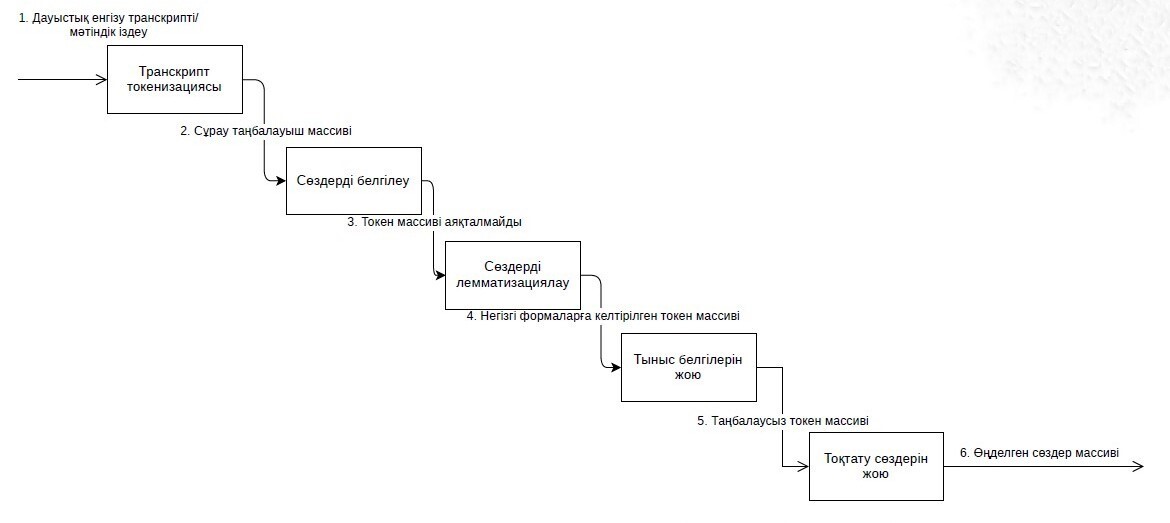 1. Дауыстық енгізу транскрипті/
мәтіндік іздеу
Транскрипт
токенизациясы
2. Сұрау таңбалауыш массиві
Сөздерді белгілеу
3. Токен массиві аяқталмайды
Сөздерді
лемматизациялау
4. Негізгі формаларға келтірілген токен массиві
Тыныс белгілерін
жою
5. Таңбалаусыз токен массиві
Тоқтату сөздерін
жою
6. Өңделген сөздер массиві